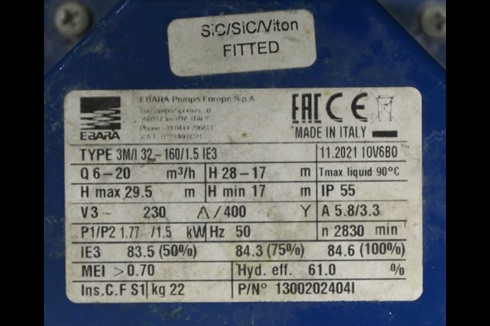 SiC/SiC/Viton
FITTED
EBARA Pumps Europe S.p.A.
EAC CE
EBARA
MADE IN ITALY
TYPE 3M/I 32-160/1.5 IE3 11.2021 10V6B0
Q 6-20 m³/h H 28-17 m Tmax liquid 90°C
H max 29.5 m H min 17 m IP 55
V3~ 230 Δ/400 Y A 5.8/3.3
P1/P2 1.77 /1.5 kW Hz 50 n 2830 min
IE3 83.5 (50%) 84.3 (75%) 84.6 (100%)
MEI > 0.70 Hyd. eff. 61.0 %
Ins.C.F S1 kg 22 P/N° 1300202404I